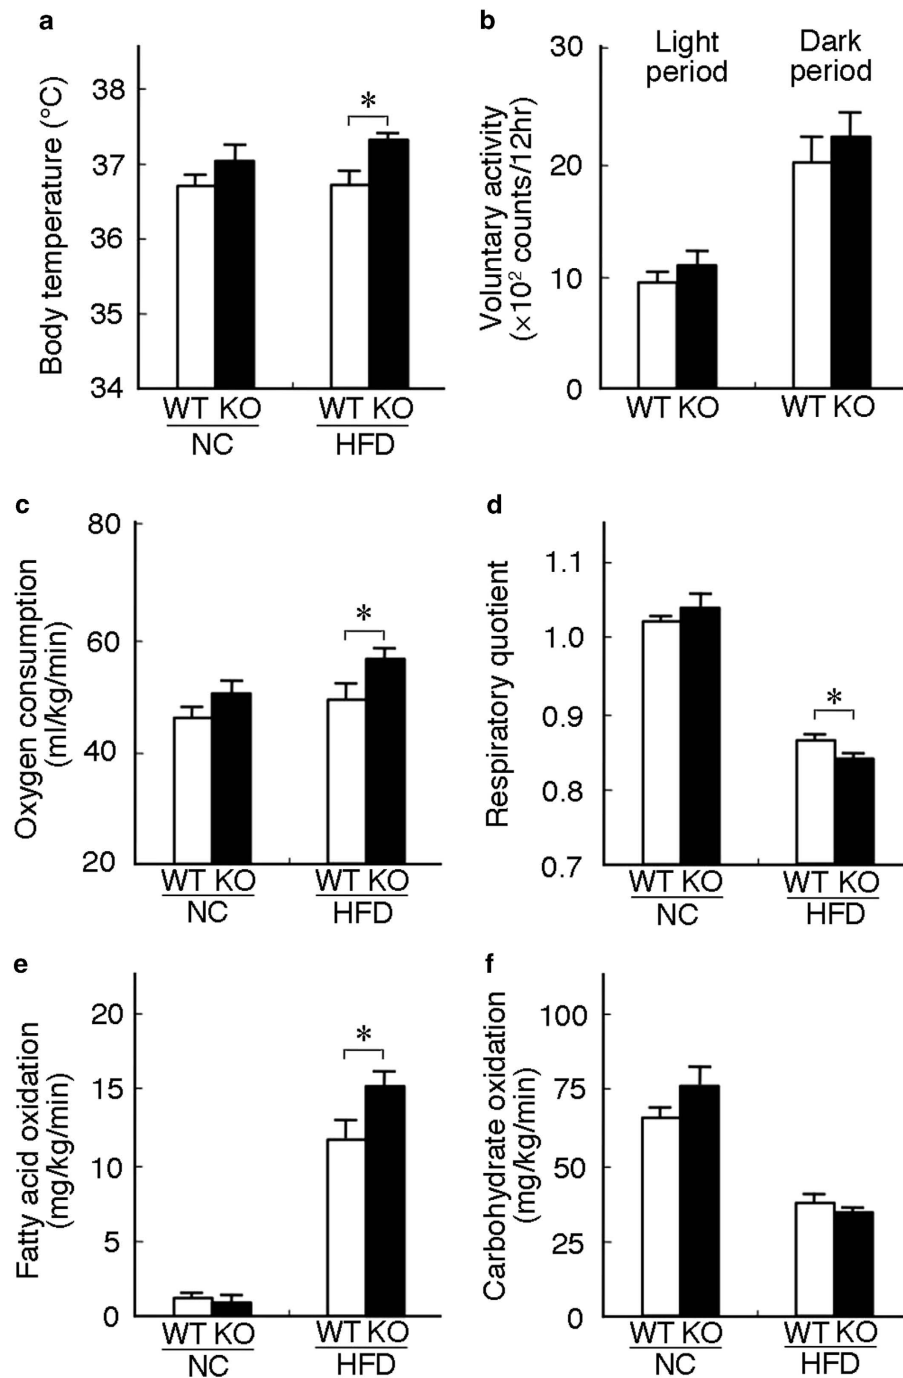 a
Body temperature (°C)
38
37
36
35
34
*
WT KO WT KO
NC HFD
b
Voluntary activity
(×10² counts/12hr)
30
20
10
0
Light
period
Dark
period
WT KO WT KO
c
Oxygen consumption
(ml/kg/min)
80
60
40
20
*
WT KO WT KO
NC HFD
d
Respiratory quotient
1.1
1.0
0.9
0.8
0.7
*
WT KO WT KO
NC HFD
e
Fatty acid oxidation
(mg/kg/min)
20
15
10
5
0
*
WT KO WT KO
NC HFD
f
Carbohydrate oxidation
(mg/kg/min)
100
75
50
25
0
WT KO WT KO
NC HFD